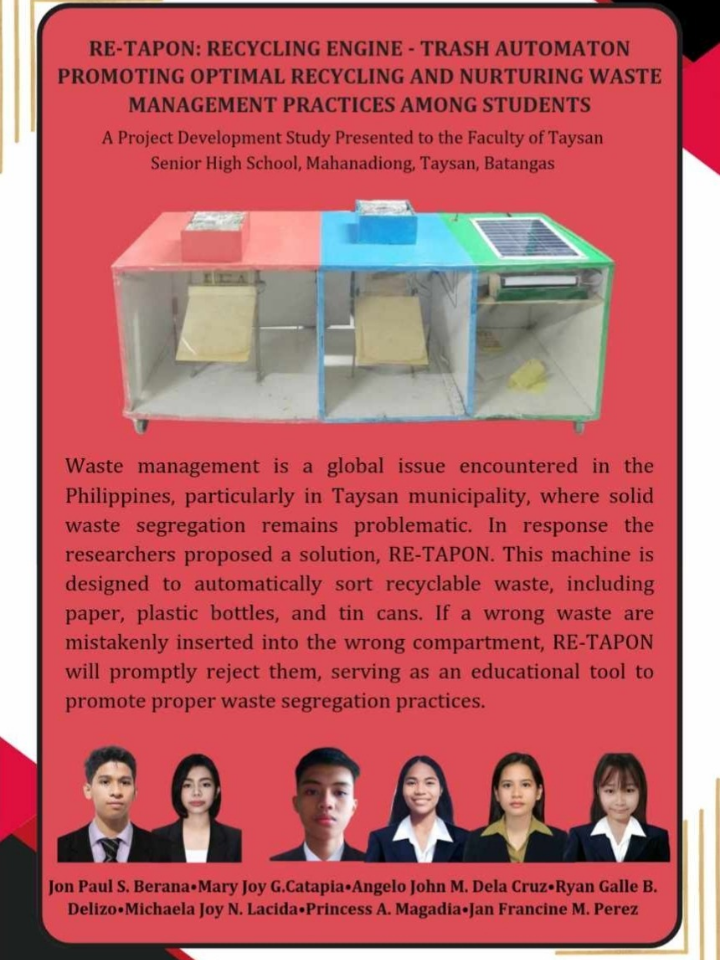 RE-TAPON: RECYCLING ENGINE - TRASH AUTOMATON
PROMOTING OPTIMAL RECYCLING AND NURTURING WASTE
MANAGEMENT PRACTICES AMONG STUDENTS
A Project Development Study Presented to the Faculty of Taysan
Senior High School, Mahanadiong, Taysan, Batangas
Waste management is a global issue encountered in the
Philippines, particularly in Taysan municipality, where solid
waste segregation remains problematic. In response the
researchers proposed a solution, RE-TAPON. This machine is
designed to automatically sort recyclable waste, including
paper, plastic bottles, and tin cans. If a wrong waste are
mistakenly inserted into the wrong compartment, RE-TAPON
will promptly reject them, serving as an educational tool to
promote proper waste segregation practices.
Jon Paul S. Berana•Mary Joy G.Catapia•Angelo John M. Dela Cruz•Ryan Galle B.
Delizo•Michaela Joy N. Lacida•Princess A. Magadia•Jan Francine M. Perez